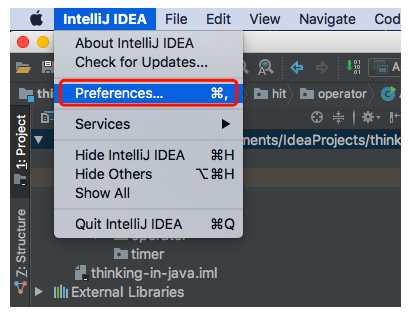 IntelliJ IDEA File Edit View Navigate Cod
About IntelliJ IDEA
Check for Updates...
Preferences... ⌘,
Services
Hide IntelliJ IDEA ⌘H
Hide Others ⌥⌘H
Show All
Quit IntelliJ IDEA ⌘Q
hit operator
1: Project
ments/IdeaProjects/think
7: Structure
timer
thinking-in-java.iml
External Libraries